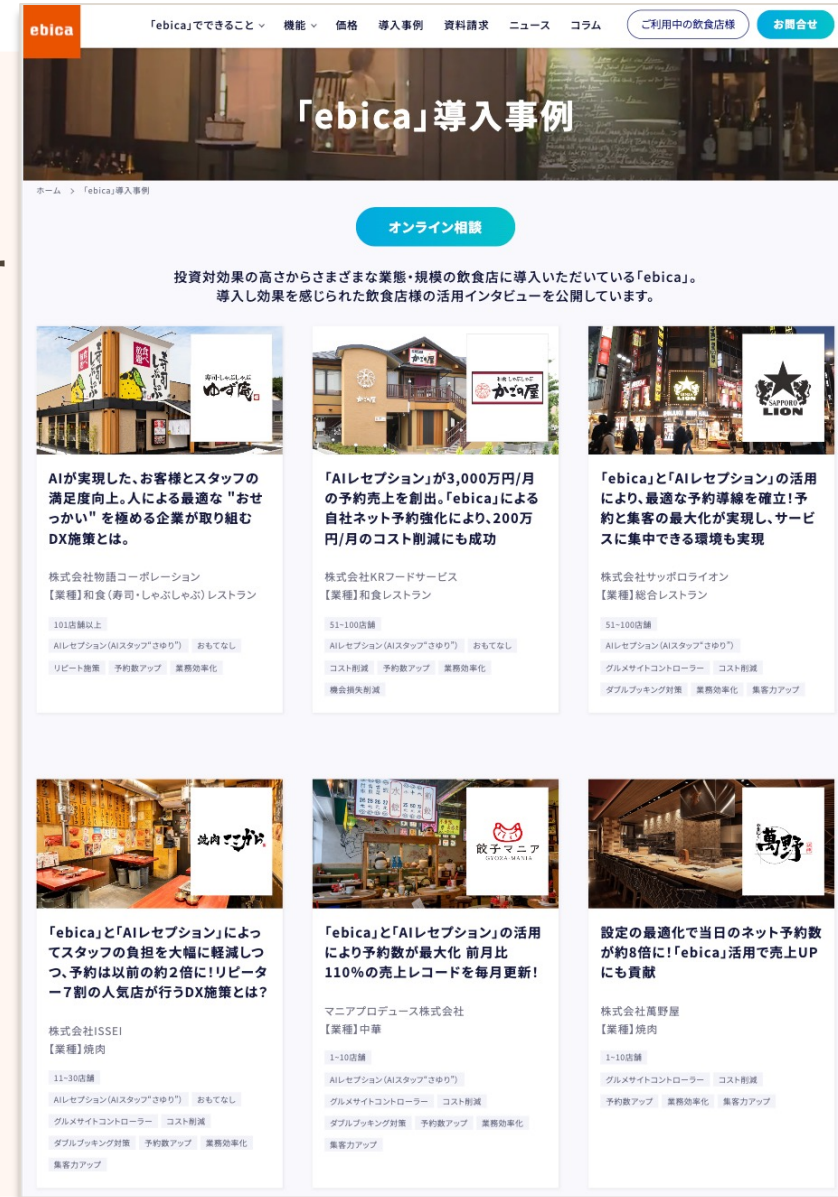 ebica
「ebica」でできること
機能
価格
導入事例
資料請求
ニュース
コラム
ご利用中の飲食店様
お問合せ
「ebica」導入事例
ホーム > 「ebica」導入事例
オンライン相談
投資対効果の高さからさまざまな業態・規模の飲食店に導入いただいている「ebica」。
導入し効果を感じられた飲食店様の活用インタビューを公開しています。
寿司・しゃぶしゃぶ
ゆず庵
AIが実現した、お客様とスタッフの
満足度向上。人による最適な "おせ
っかい" を極める企業が取り組む
DX施策とは。
株式会社物語コーポレーション
【業種】和食(寿司・しゃぶしゃぶ)レストラン
101店舗以上
AIレセプション(AIスタッフ"さゆり") おもてなし
リピート施策 予約数アップ 業務効率化
和食 しゃぶしゃぶ
かごの屋
「AIレセプション」が3,000万円/月
の予約売上を創出。「ebica」による
自社ネット予約強化により、200万
円/月のコスト削減にも成功
株式会社KRフードサービス
【業種】和食レストラン
51~100店舗
AIレセプション(AIスタッフ"さゆり") おもてなし
コスト削減 予約数アップ 業務効率化
機会損失削減
SAPPORO
LION
「ebica」と「AIレセプション」の活用
により、最適な予約導線を確立！予
約と集客の最大化が実現し、サービ
スに集中できる環境も実現
株式会社サッポロライオン
【業種】総合レストラン
51~100店舗
AIレセプション(AIスタッフ"さゆり")
グルメサイトコントローラー コスト削減
ダブルブッキング対策 業務効率化 集客力アップ
焼肉 ここから。
「ebica」と「AIレセプション」によっ
てスタッフの負担を大幅に軽減しつ
つ、予約は以前の約2倍に！リピータ
ー7割の人気店が行うDX施策とは？
株式会社ISSEI
【業種】焼肉
11~30店舗
AIレセプション(AIスタッフ"さゆり") おもてなし
グルメサイトコントローラー コスト削減
ダブルブッキング対策 予約数アップ 業務効率化
集客力アップ
餃子マニア
GYOZA-MANIA
「ebica」と「AIレセプション」の活用
により予約数が最大化 前月比
110%の売上レコードを毎月更新！
マニアプロデュース株式会社
【業種】中華
1~10店舗
AIレセプション(AIスタッフ"さゆり")
グルメサイトコントローラー コスト削減
ダブルブッキング対策 予約数アップ 業務効率化
集客力アップ
萬野
設定の最適化で当日のネット予約数
が約8倍に！「ebica」活用で売上UP
にも貢献
株式会社萬野屋
【業種】焼肉
1~10店舗
グルメサイトコントローラー コスト削減
予約数アップ 業務効率化 集客力アップ